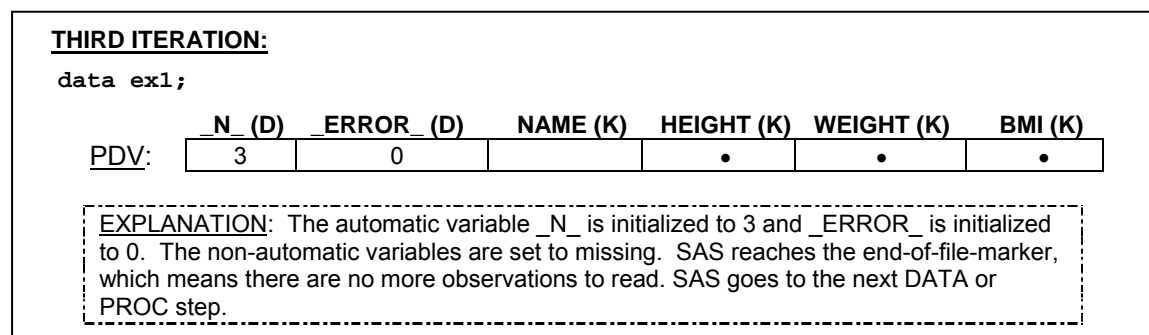 THIRD ITERATION:
data ex1;
_N_ (D) _ERROR_ (D) NAME (K) HEIGHT (K) WEIGHT (K) BMI (K)
PDV: 3 0 • • •
EXPLANATION: The automatic variable _N_ is initialized to 3 and _ERROR_ is initialized
to 0. The non-automatic variables are set to missing. SAS reaches the end-of-file-marker,
which means there are no more observations to read. SAS goes to the next DATA or
PROC step.